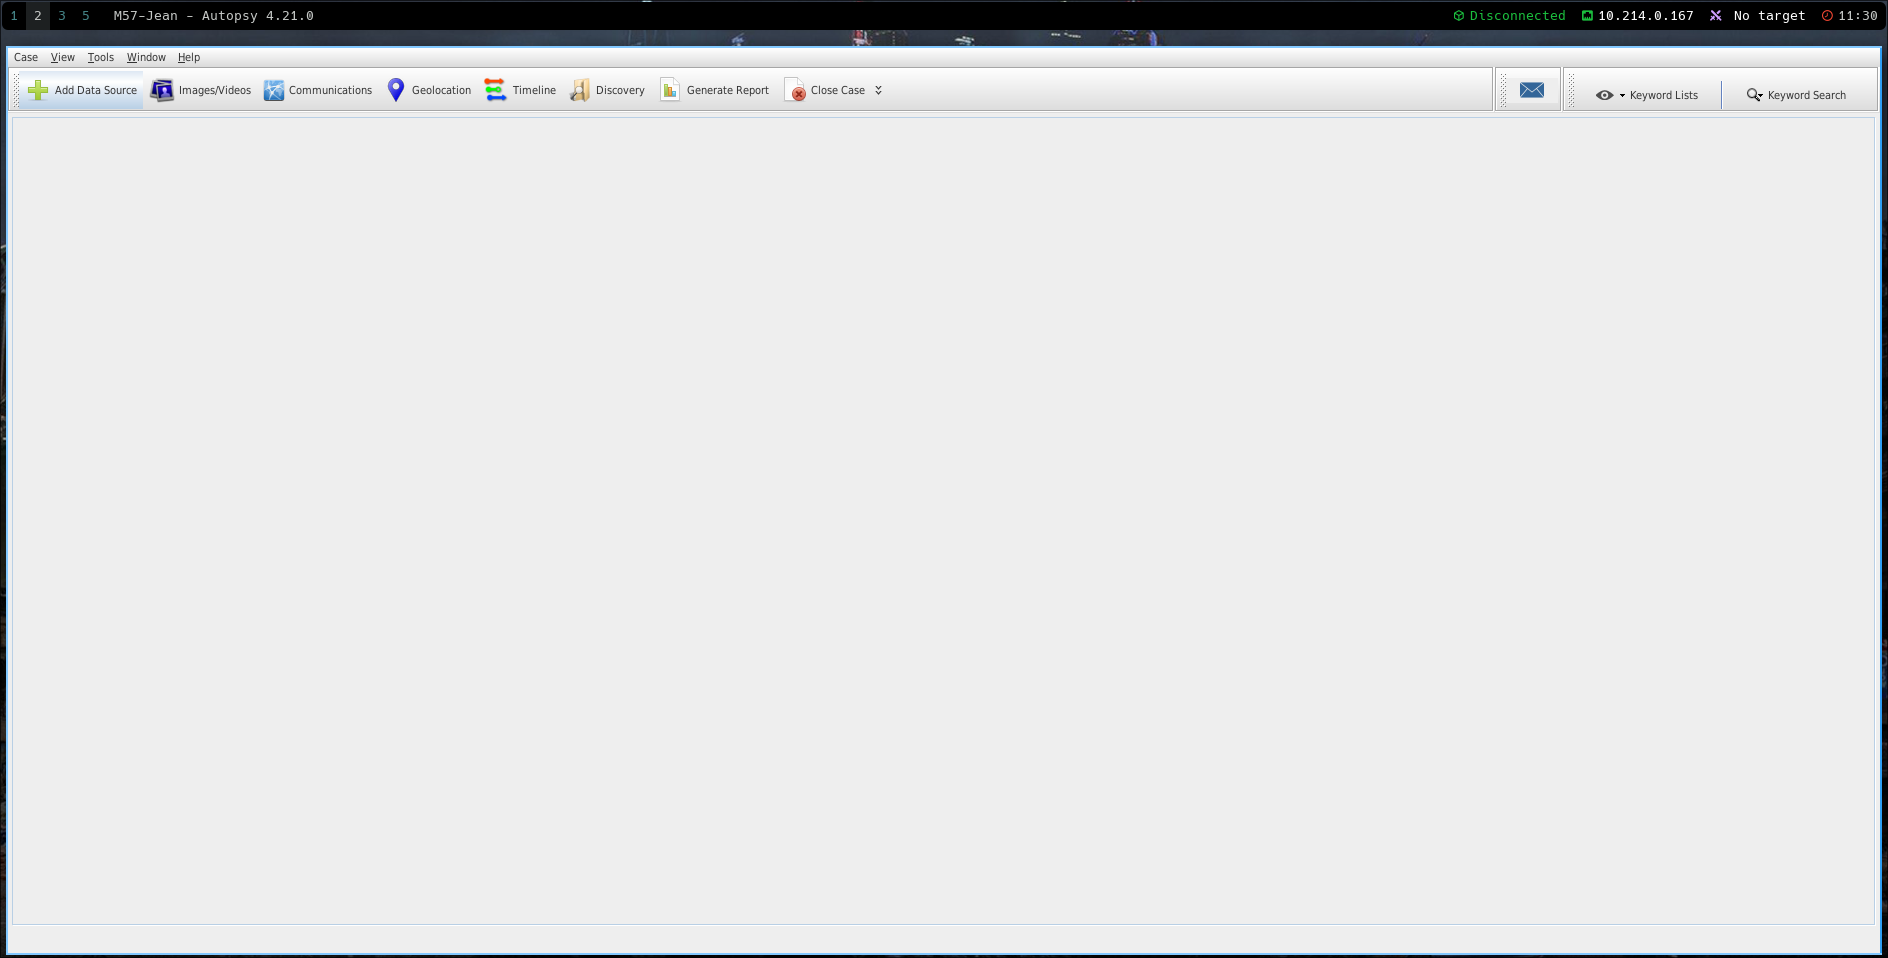 1 2 3 5 M57-Jean - Autopsy 4.21.0 Disconnected 10.214.0.167 No target 11:30
Case View Tools Window Help
Add Data Source Images/Videos Communications Geolocation Timeline Discovery Generate Report Close Case Keyword Lists Keyword Search